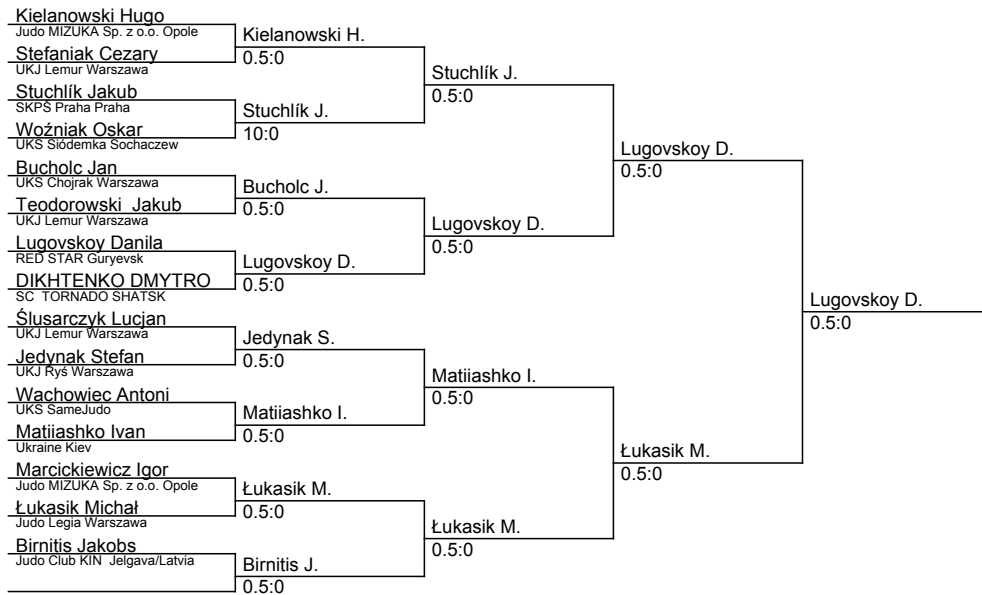 Kielanowski Hugo
Judo MIZUKA Sp. z o.o. Opole
Stefaniak Cezary
UKJ Lemur Warszawa
Stuchlík Jakub
SKPŠ Praha Praha
Woźniak Oskar
UKS Siódemka Sochaczew
Bucholc Jan
UKS Chojrak Warszawa
Teodorowski  Jakub
UKJ Lemur Warszawa
Lugovskoy Danila
RED STAR Guryevsk
DIKHTENKO DMYTRO
SC  TORNADO SHATSK
Ślusarczyk Lucjan
UKJ Lemur Warszawa
Jedynak Stefan
UKJ Ryś Warszawa
Wachowiec Antoni
UKS SameJudo
Matiiashko Ivan
Ukraine Kiev
Marcickiewicz Igor
Judo MIZUKA Sp. z o.o. Opole
Łukasik Michał
Judo Legia Warszawa
Birnitis Jakobs
Judo Club KIN  Jelgava/Latvia
Kielanowski H.
0.5:0
Stuchlík J.
10:0
Bucholc J.
0.5:0
Lugovskoy D.
0.5:0
Jedynak S.
0.5:0
Matiiashko I.
0.5:0
Łukasik M.
0.5:0
Birnitis J.
0.5:0
Stuchlík J.
0.5:0
Lugovskoy D.
0.5:0
Matiiashko I.
0.5:0
Łukasik M.
0.5:0
Lugovskoy D.
0.5:0
Łukasik M.
0.5:0
Lugovskoy D.
0.5:0